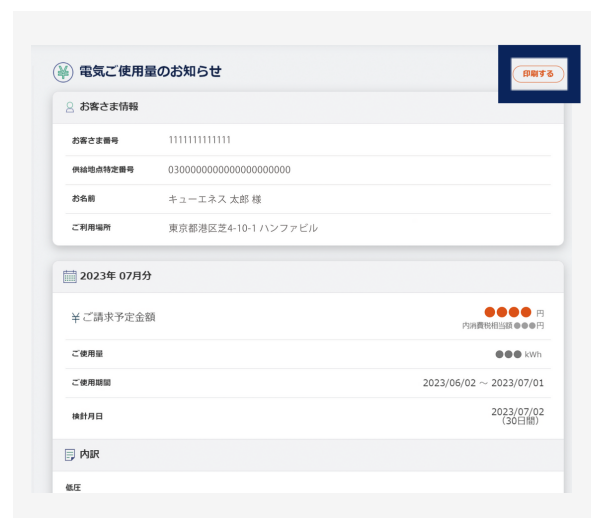 電気ご使用量のお知らせ
印刷する
お客さま情報
お客さま番号 1111111111111
供給地点特定番号 0300000000000000000000
お名前 キューエネス 太郎 様
ご利用場所 東京都港区芝4-10-1 ハンファビル
2023年 07月分
¥ ご請求予定金額 ●●●● 円
内消費税相当額 ●●●円
ご使用量 ●●● kWh
ご使用期間 2023/06/02 ～ 2023/07/01
検針月日 2023/07/02
(30日間)
内訳
低圧